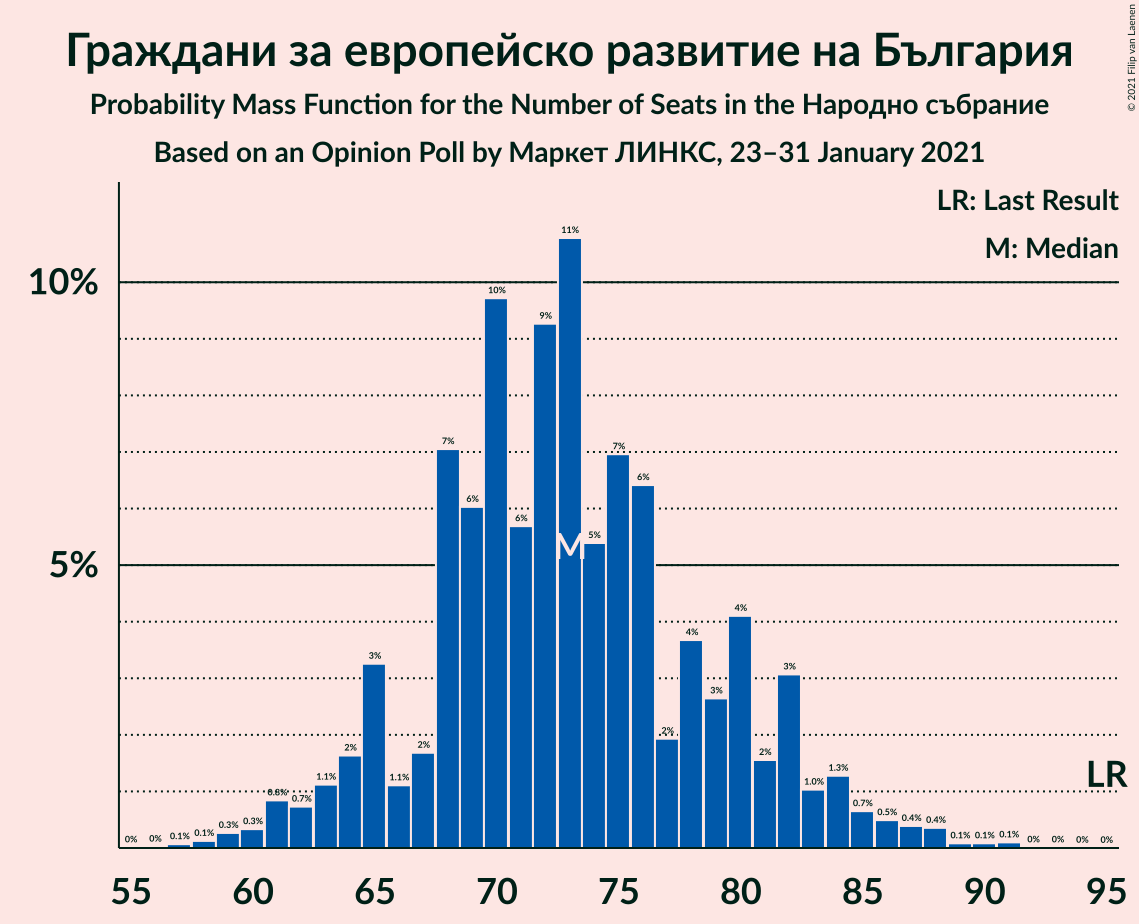 Граждани за европейско развитие на България
Probability Mass Function for the Number of Seats in the Народно събрание
Based on an Opinion Poll by Маркет ЛИНКС, 23–31 January 2021
© 2021 Filip van Laenen
LR: Last Result
M: Median
10%
5%
0% 0% 0.1% 0.1% 0.3% 0.3% 0.8% 0.7% 1.1% 2% 3% 1.1% 2% 7% 6% 10% 6% 9% 11% 5% 7% 6% 2% 4% 3% 4% 2% 3% 1.0% 1.3% 0.7% 0.5% 0.4% 0.4% 0.1% 0.1% 0.1% 0% 0% 0% 0%
M
LR
55 60 65 70 75 80 85 90 95